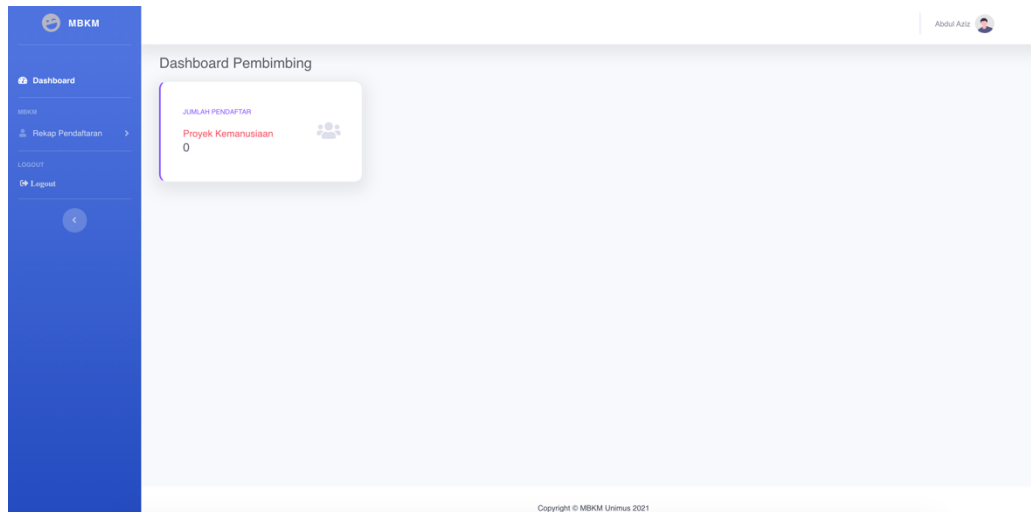 MBKM
Abdul Aziz
Dashboard
MBKM
Rekap Pendaftaran
LOGOUT
Logout
Dashboard Pembimbing
JUMLAH PENDAFTAR
Proyek Kemanusiaan
0
Copyright © MBKM Unimus 2021